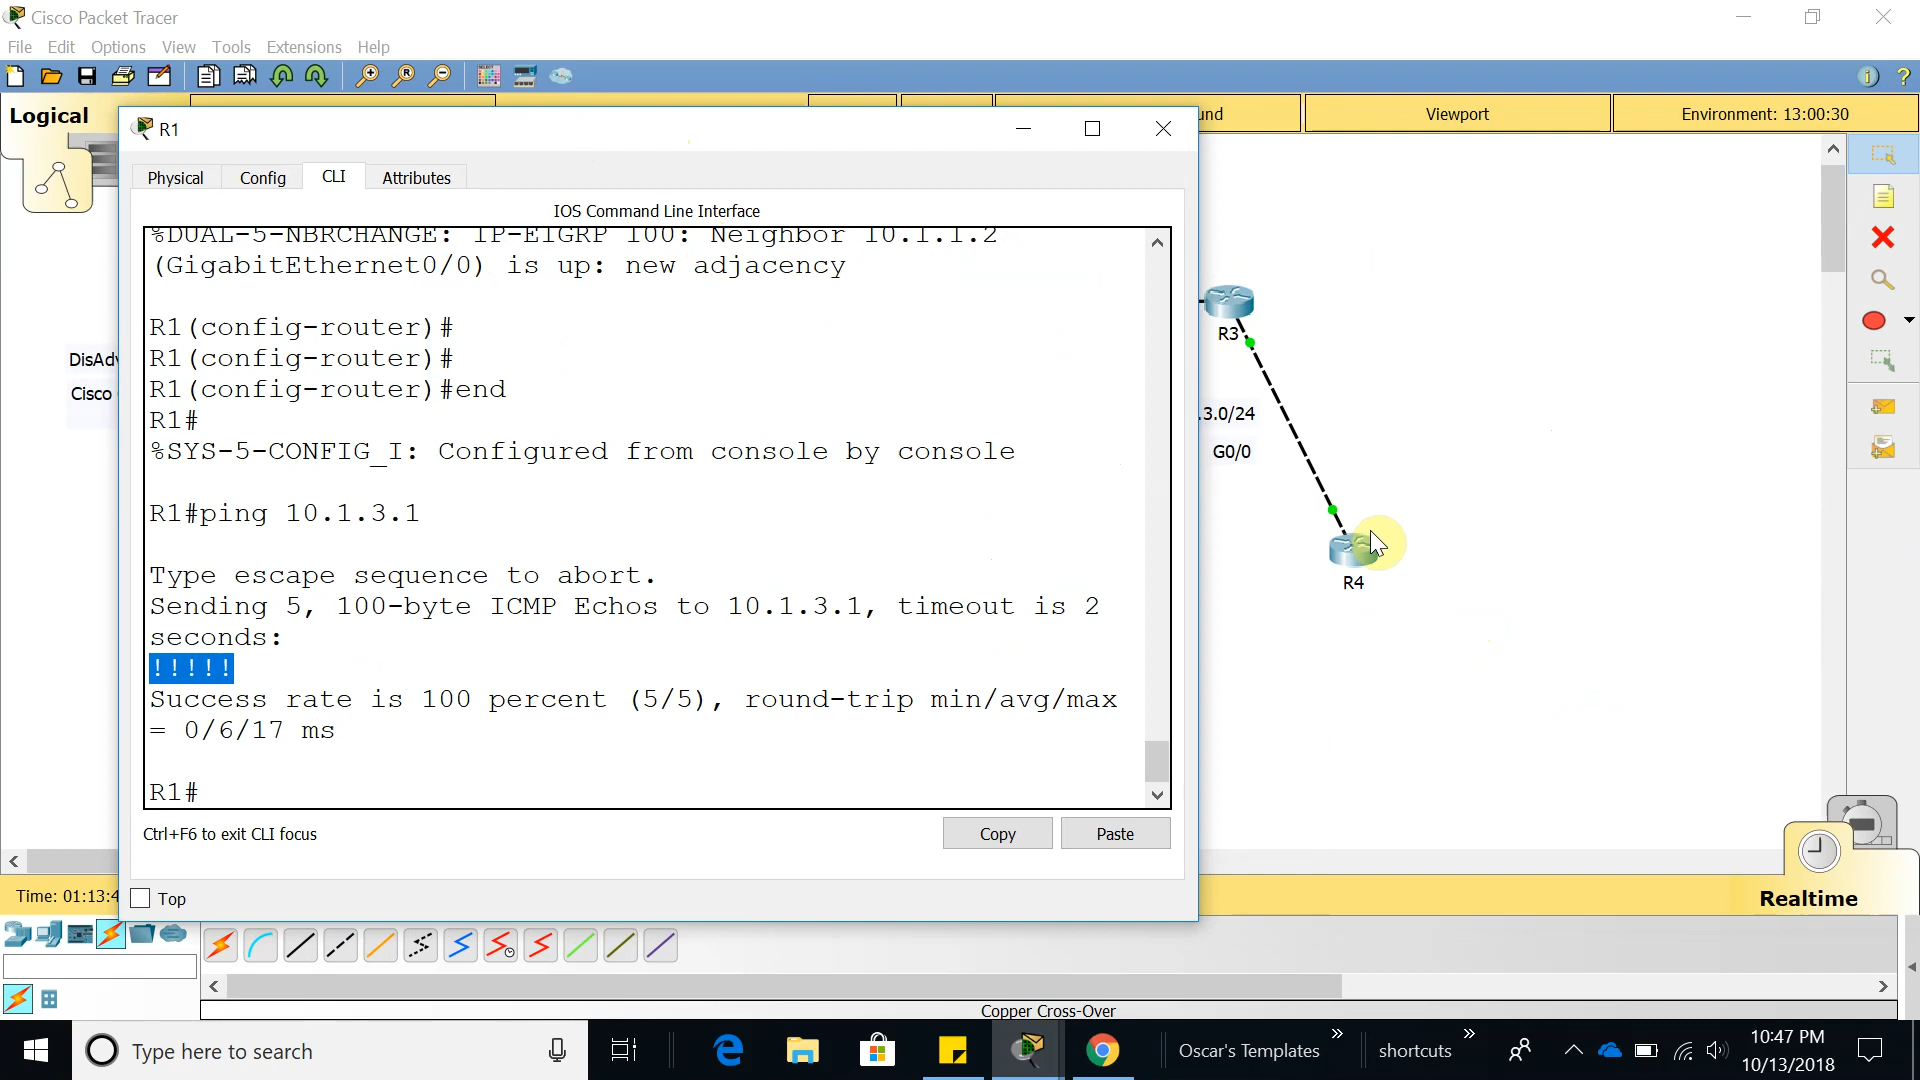 Cisco Packet Tracer
File Edit Options View Tools Extensions Help
Logical
und
Viewport
Environment: 13:00:30
R1
Physical Config CLI Attributes
IOS Command Line Interface
%DUAL-5-NBRCHANGE: IP-EIGRP 100: Neighbor 10.1.1.2
(GigabitEthernet0/0) is up: new adjacency
R1(config-router)#
R1(config-router)#
R1(config-router)#end
R1#
%SYS-5-CONFIG_I: Configured from console by console
R1#ping 10.1.3.1
Type escape sequence to abort.
Sending 5, 100-byte ICMP Echos to 10.1.3.1, timeout is 2
seconds:
!!!!!
Success rate is 100 percent (5/5), round-trip min/avg/max
= 0/6/17 ms
R1#
Ctrl+F6 to exit CLI focus
Copy
Paste
Top
DisAdv
Cisco
R3
.3.0/24
G0/0
R4
Time: 01:13:4
Realtime
Copper Cross-Over
Type here to search
Oscar's Templates
shortcuts
10:47 PM
10/13/2018